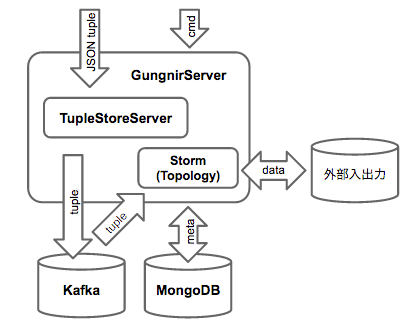 JSON tuple
cmd
GungnirServer
TupleStoreServer
Storm
(Topology)
data
外部入出力
tuple
tuple
meta
Kafka
MongoDB